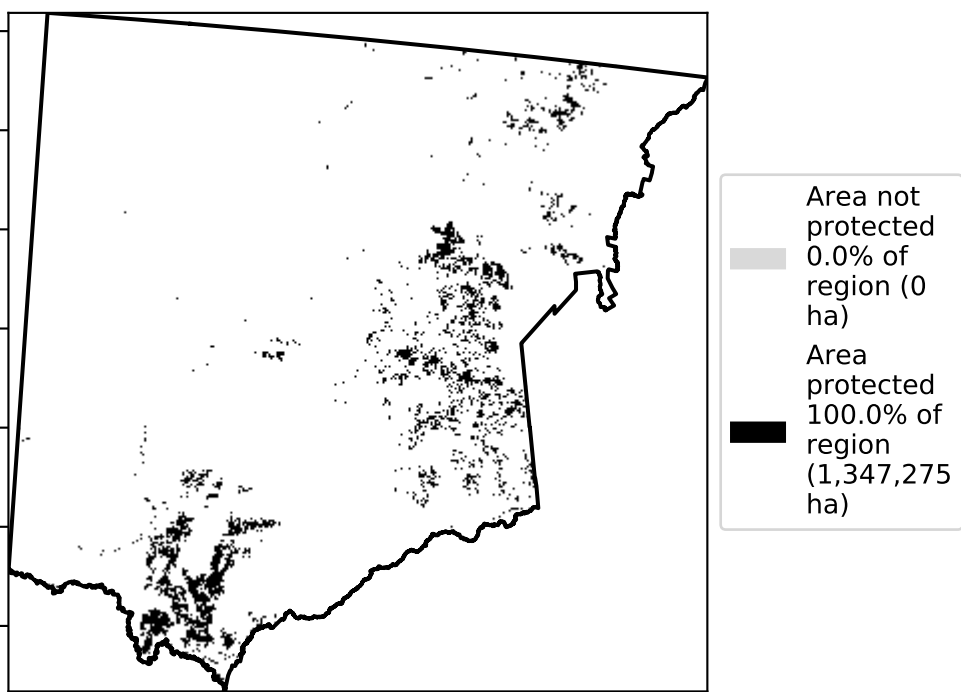 Area not
protected
0.0% of
region (0
ha)
Area
protected
100.0% of
region
(1,347,275
ha)